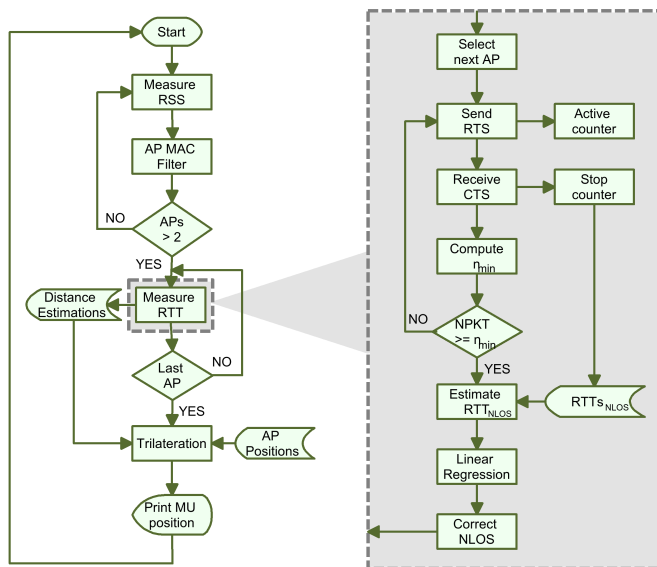 Start
Measure
RSS
AP MAC
Filter
APs
> 2
NO
YES
Measure
RTT
Distance
Estimations
Last
AP
NO
YES
Trilateration
AP
Positions
Print MU
position
Select
next AP
Send
RTS
Active
counter
Receive
CTS
Stop
counter
Compute
ηmin
NO
NPKT
>= ηmin
YES
Estimate
RTTNLOS
RTTsNLOS
Linear
Regression
Correct
NLOS